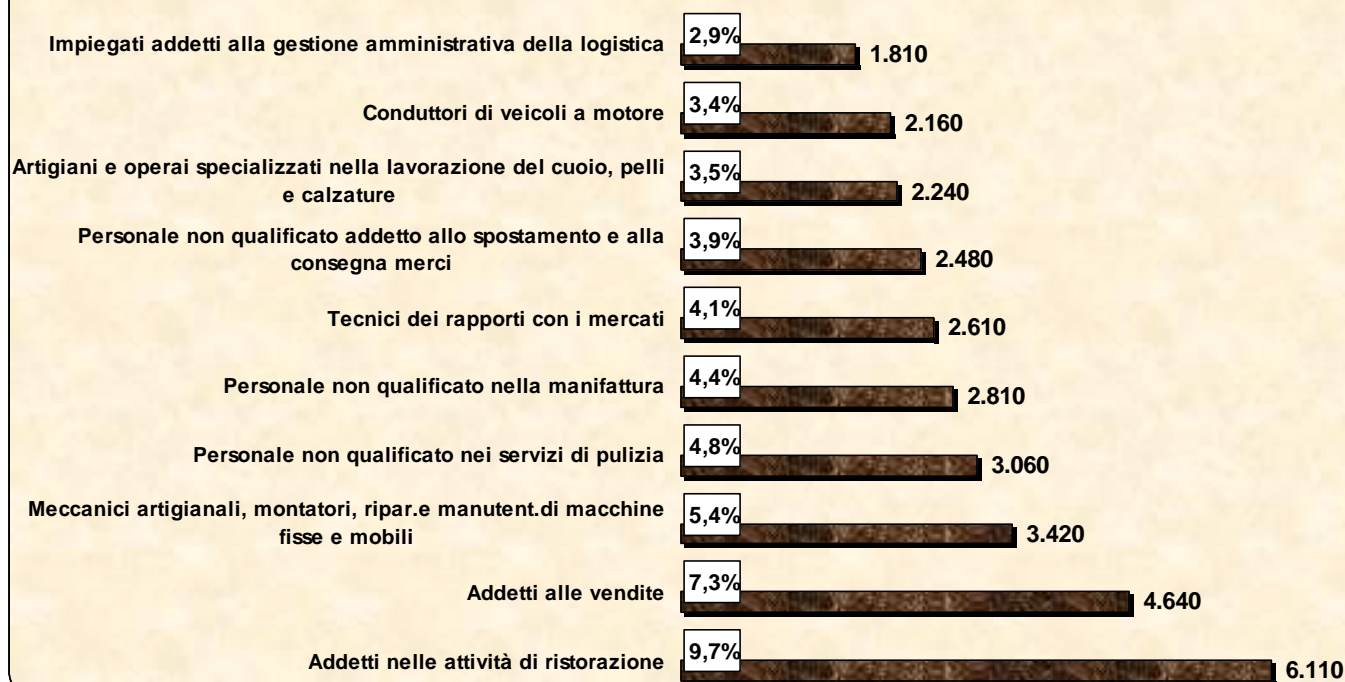 Impiegati addetti alla gestione amministrativa della logistica
2,9%
1.810
Conduttori di veicoli a motore
3,4%
2.160
Artigiani e operai specializzati nella lavorazione del cuoio, pelli
e calzature
3,5%
2.240
Personale non qualificato addetto allo spostamento e alla
consegna merci
3,9%
2.480
Tecnici dei rapporti con i mercati
4,1%
2.610
Personale non qualificato nella manifattura
4,4%
2.810
Personale non qualificato nei servizi di pulizia
4,8%
3.060
Meccanici artigianali, montatori, ripar.e manutent.di macchine
fisse e mobili
5,4%
3.420
Addetti alle vendite
7,3%
4.640
Addetti nelle attività di ristorazione
9,7%
6.110